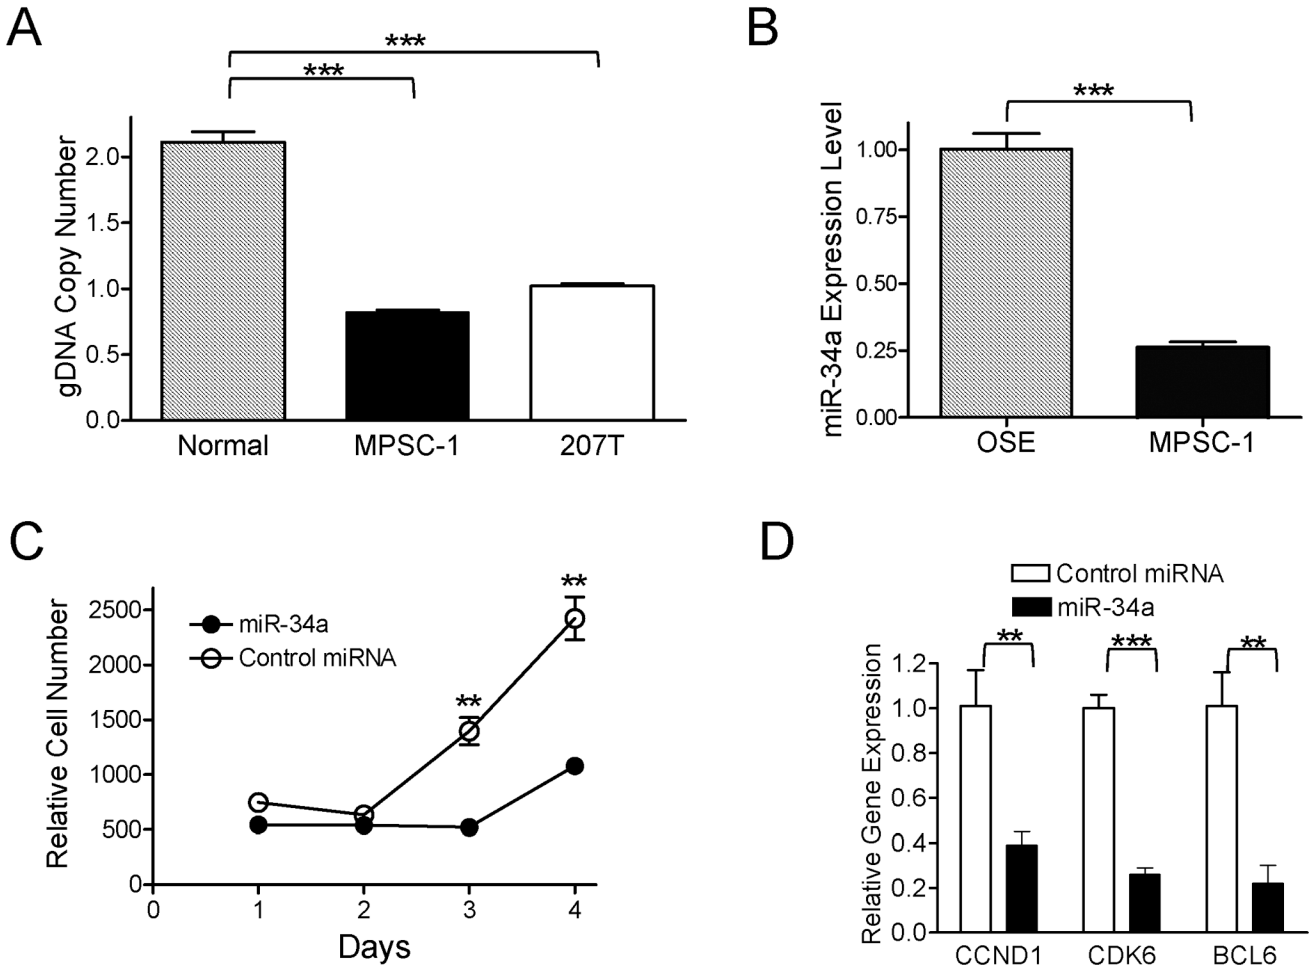 A
***
***
gDNA Copy Number
2.0
1.5
1.0
0.5
0.0
Normal
MPSC-1
207T
B
***
miR-34a Expression Level
1.00
0.75
0.50
0.25
0.00
OSE
MPSC-1
C
Relative Cell Number
2500
2000
1500
1000
500
0
miR-34a
Control miRNA
**
**
0
1
2
3
4
Days
D
Control miRNA
miR-34a
**
***
**
Relative Gene Expression
1.2
1.0
0.8
0.6
0.4
0.2
0.0
CCND1
CDK6
BCL6